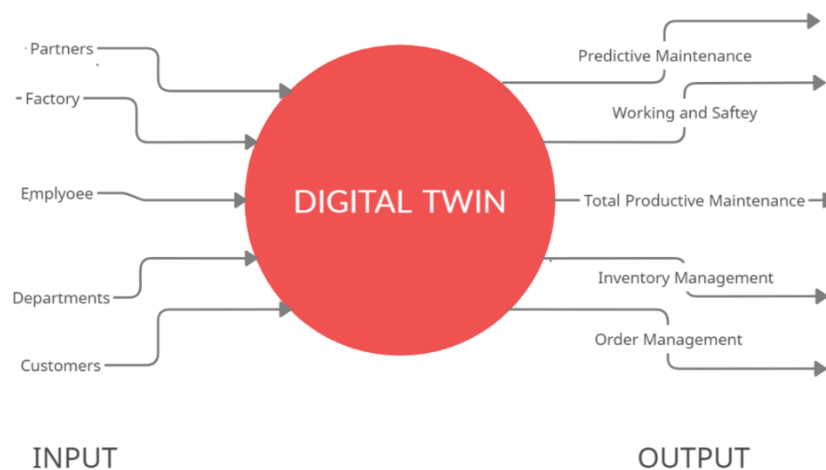 Partners
Factory
Emplyoee
Departments
Customers
DIGITAL TWIN
Predictive Maintenance
Working and Saftey
Total Productive Maintenance
Inventory Management
Order Management
INPUT
OUTPUT